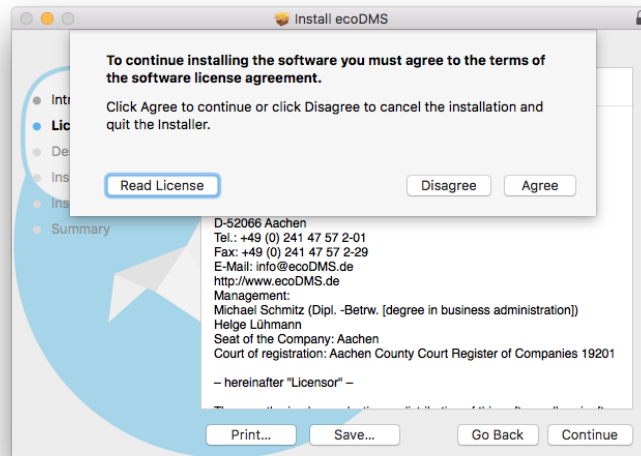 Install ecoDMS
To continue installing the software you must agree to the terms of
the software license agreement.
Click Agree to continue or click Disagree to cancel the installation and
quit the Installer.
Read License
Disagree
Agree
Summary
D-52066 Aachen
Tel.: +49 (0) 241 47 57 2-01
Fax: +49 (0) 241 47 57 2-29
E-Mail: info@ecoDMS.de
http://www.ecoDMS.de
Management:
Michael Schmitz (Dipl. -Betrw. [degree in business administration])
Helge Lühmann
Seat of the Company: Aachen
Court of registration: Aachen County Court Register of Companies 19201
– hereinafter "Licensor" –
Print...
Save...
Go Back
Continue